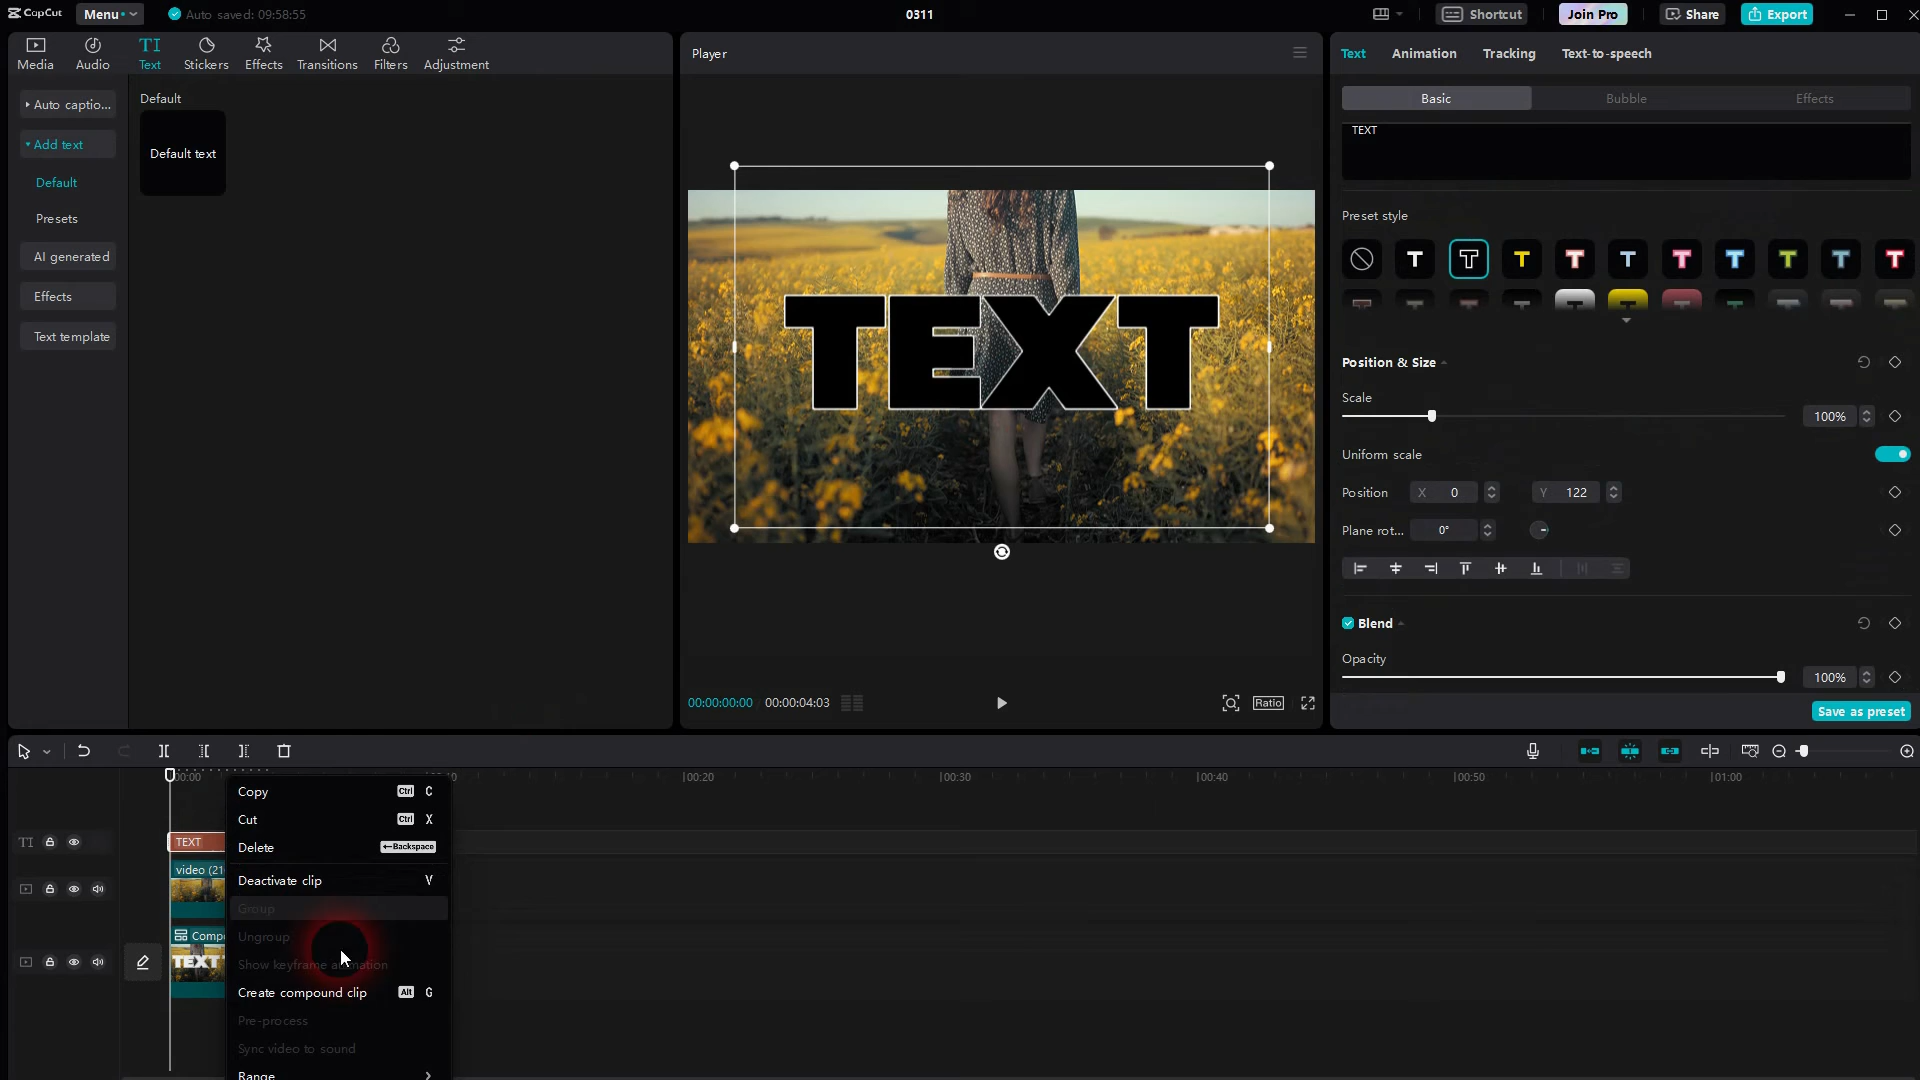 CapCut
Menu
Auto saved: 09:58:55
0311
Shortcut
Join Pro
Share
Export
Media
Audio
TI
Text
Stickers
Effects
Transitions
Filters
Adjustment
Auto captio...
Add text
Default
Presets
AI generated
Effects
Text template
Default
Default text
Player
TEXT
00:00:00:00
00:00:04:03
Ratio
Text
Animation
Tracking
Text-to-speech
Basic
Bubble
Effects
TEXT
Preset style
T T T T T T T T T T
Position & Size
Scale
100%
Uniform scale
Position
X 0
Y 122
Plane rot...
0°
Blend
Opacity
100%
Save as preset
00:00
00:20
00:30
00:40
00:50
01:00
TI
TEXT
video (21
Comp
TEXT
Copy Ctrl C
Cut Ctrl X
Delete ←Backspace
Deactivate clip V
Group
Ungroup
Show keyframe animation
Create compound clip Alt G
Pre-process
Sync video to sound
Range